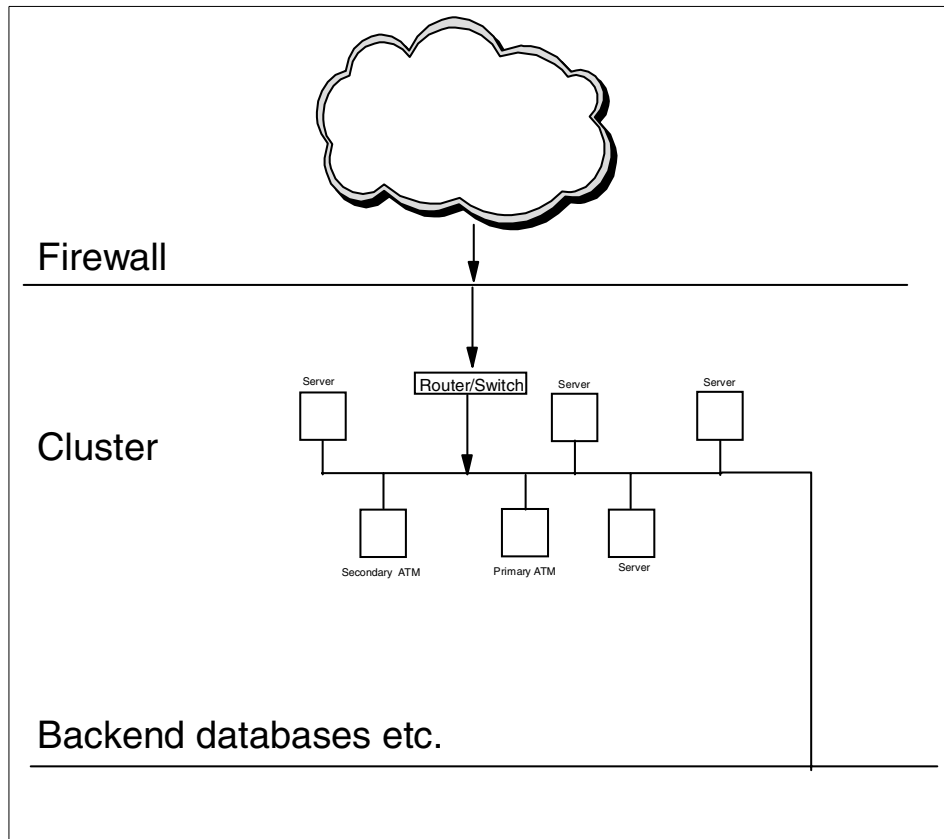 Firewall
Server
Router/Switch
Server
Server
Cluster
Secondary ATM
Primary ATM
Server
Backend databases etc.